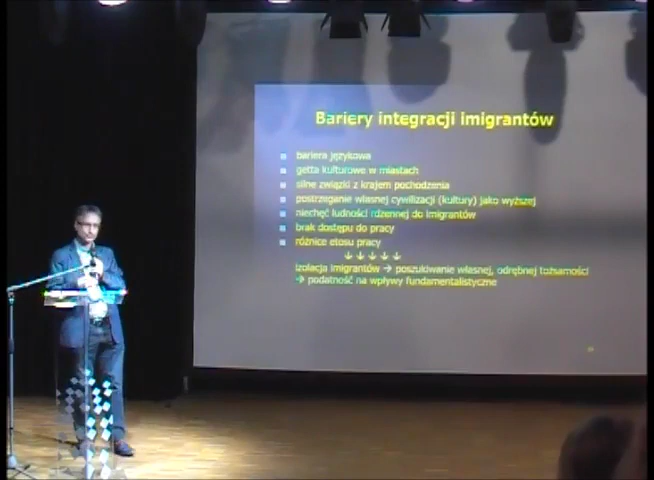 Bariery integracji imigrantów
bariera językowa
getta kulturowe w miastach
silne związki z krajem pochodzenia
postrzeganie własnej cywilizacji (kultury) jako wyższej
niechęć ludności rdzennej do imigrantów
brak dostępu do pracy
różnice etosu pracy
↓ ↓ ↓ ↓ ↓
izolacja imigrantów → poszukiwanie własnej, odrębnej tożsamości
→ podatność na wpływy fundamentalistyczne